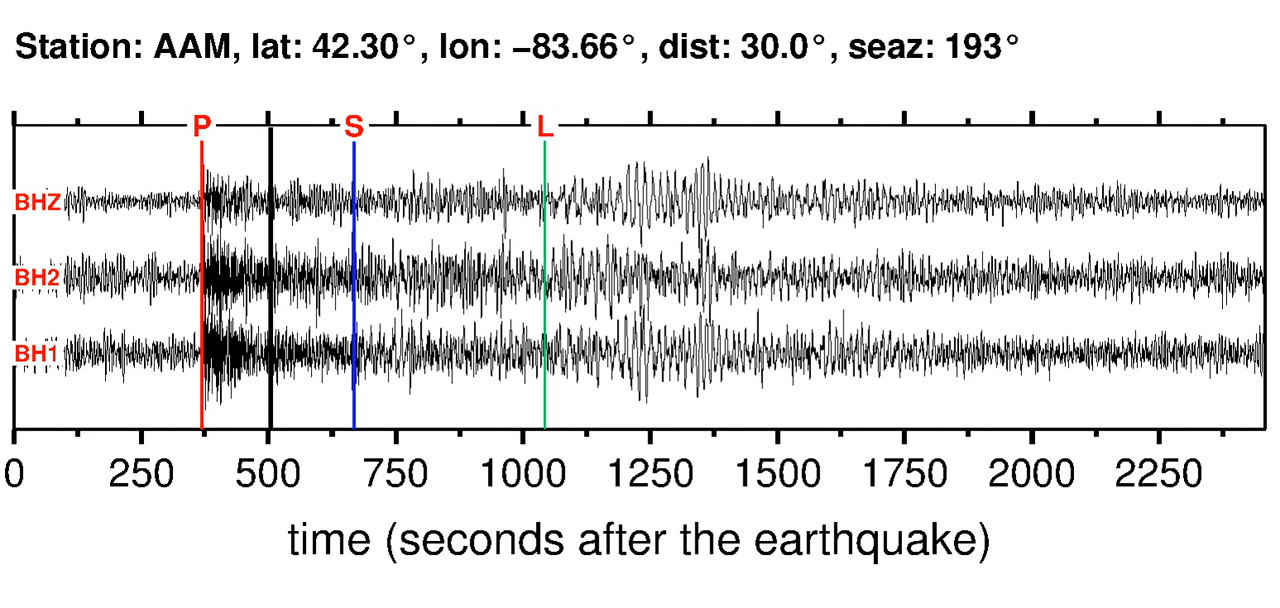 Station: AAM, lat: 42.30°, lon: −83.66°, dist: 30.0°, seaz: 193°
P S L
BHZ
BH2
BH1
0 250 500 750 1000 1250 1500 1750 2000 2250
time (seconds after the earthquake)